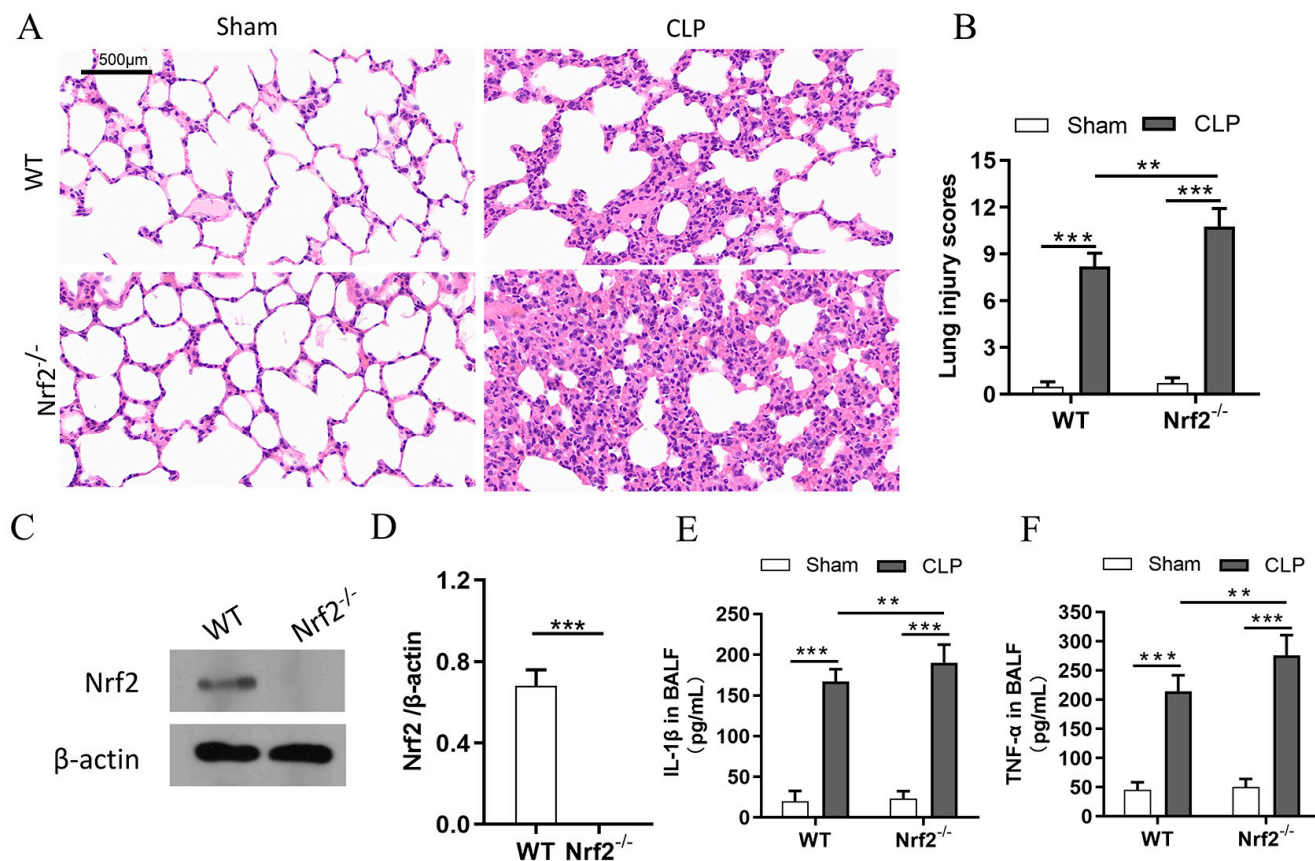 A
Sham
CLP
500μm
WT
Nrf2-/-
B
Sham
CLP
Lung injury scores
15
12
9
6
3
0
**
***
***
WT
Nrf2-/-
C
WT
Nrf2-/-
Nrf2
β-actin
D
Nrf2 /β-actin
1.2
0.8
0.4
0.0
***
WT Nrf2-/-
E
Sham
CLP
IL-1β in BALF
(pg/mL)
250
200
150
100
50
0
**
***
***
WT
Nrf2-/-
F
Sham
CLP
TNF-α in BALF
(pg/mL)
350
300
250
200
150
100
50
0
**
***
***
WT
Nrf2-/-